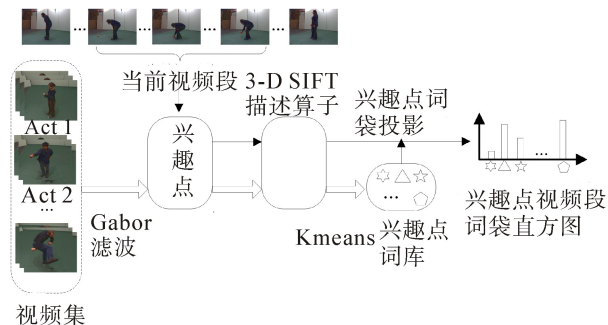 ...
...
...
...
当前视频段
3-D SIFT
描述算子
兴趣点词
袋投影
Act 1
兴
趣
点
Act 2
...
...
...
Gabor
滤波
Kmeans
兴趣点
词库
兴趣点视频段
词袋直方图
视频集